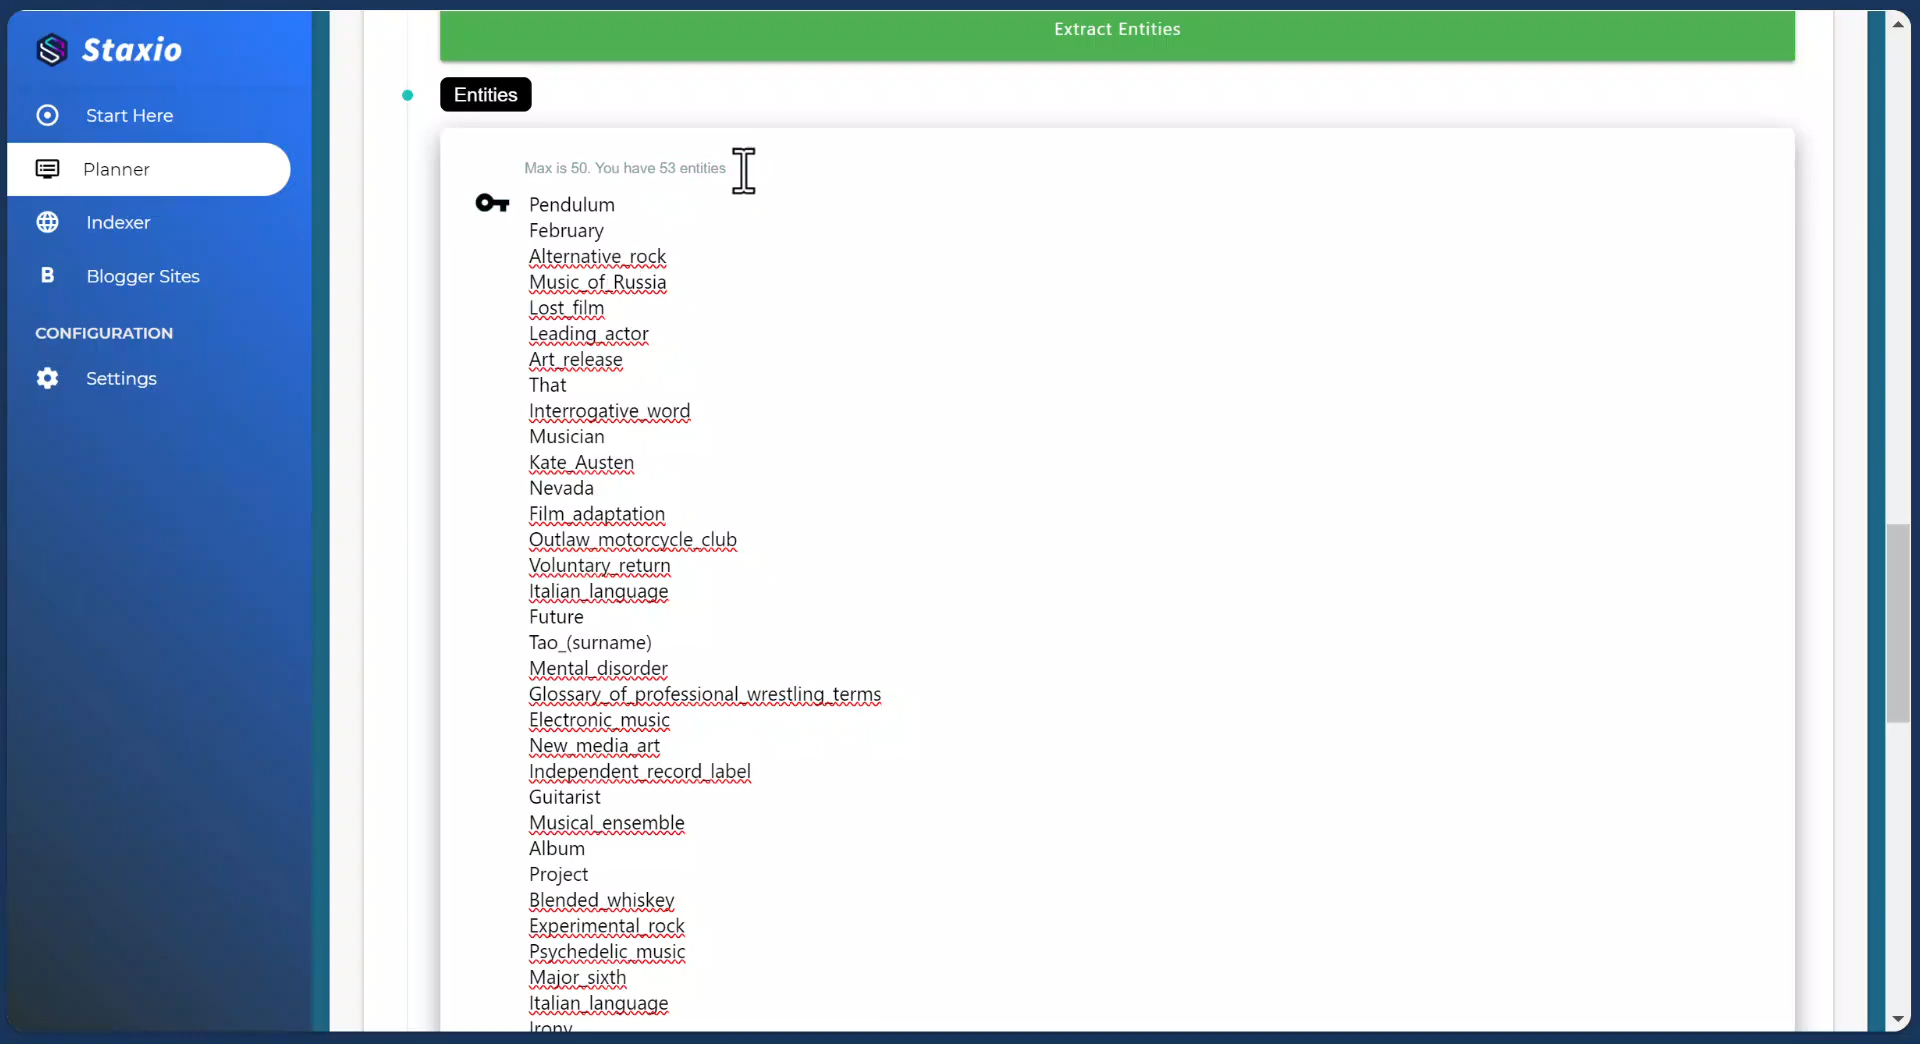 Staxio
Start Here
Planner
Indexer
B Blogger Sites
CONFIGURATION
Settings
Extract Entities
Entities
Max is 50. You have 53 entities
Pendulum
February
Alternative_rock
Music_of_Russia
Lost_film
Leading_actor
Art_release
That
Interrogative_word
Musician
Kate_Austen
Nevada
Film_adaptation
Outlaw_motorcycle_club
Voluntary_return
Italian_language
Future
Tao_(surname)
Mental_disorder
Glossary_of_professional_wrestling_terms
Electronic_music
New_media_art
Independent_record_label
Guitarist
Musical_ensemble
Album
Project
Blended_whiskey
Experimental_rock
Psychedelic_music
Major_sixth
Italian_language
Irony